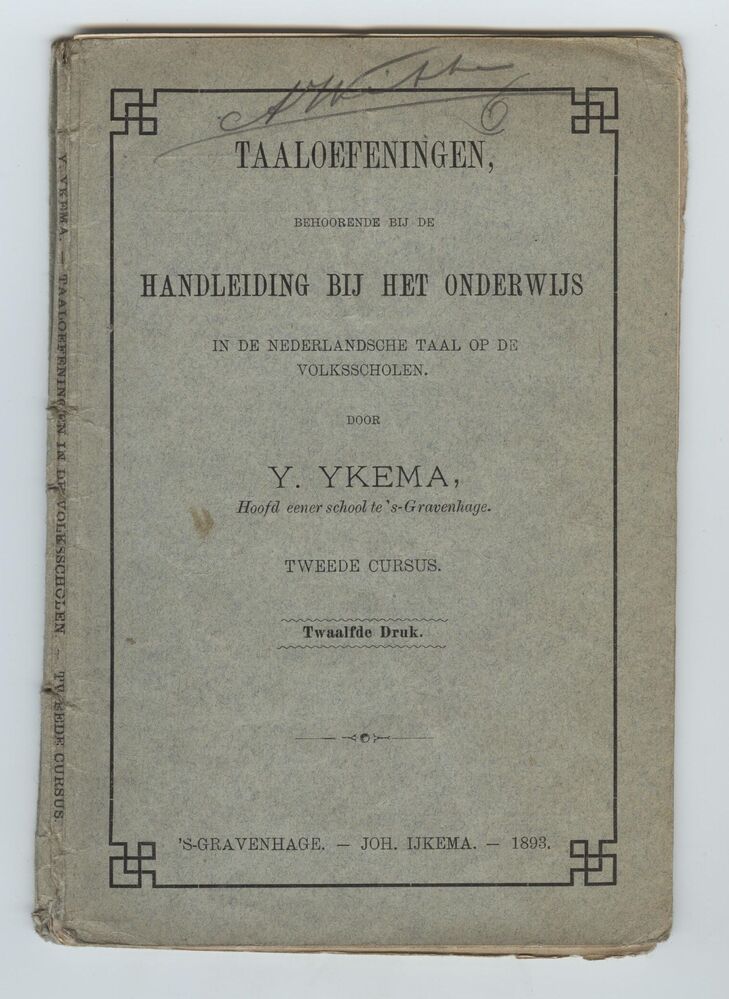 TAALOEFENINGEN,
BEHOORENDE BIJ DE
HANDLEIDING BIJ HET ONDERWIJS
IN DE NEDERLANDSCHE TAAL OP DE
VOLKSSCHOLEN.
DOOR
Y. YKEMA,
Hoofd eener school te 's-Gravenhage.
TWEEDE CURSUS.
Twaalfde Druk.
'S-GRAVENHAGE. — JOH. IJKEMA. — 1893.
Y. YKEMA. — TAALOEFENINGEN IN DE VOLKSSCHOLEN — TWEEDE CURSUS.